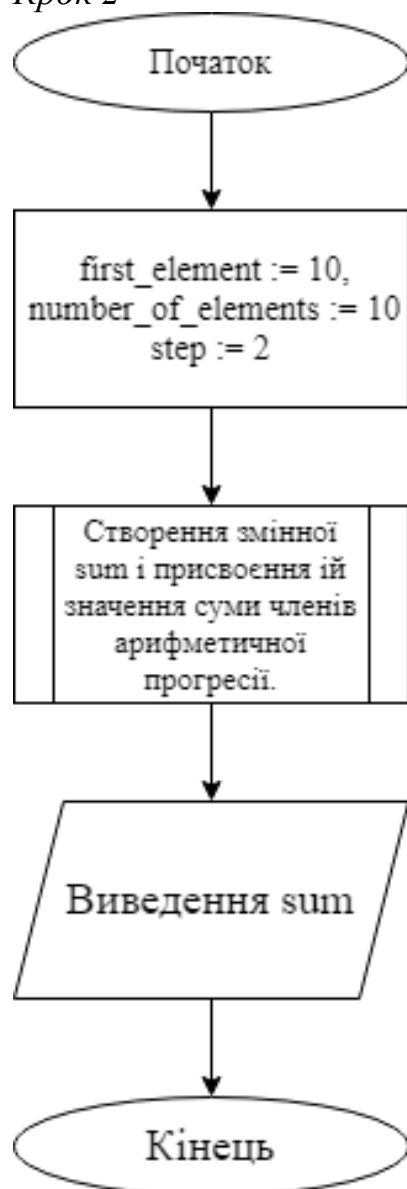 Крок 2
Початок
first_element := 10,
number_of_elements := 10
step := 2
Створення змінної
sum і присвоєння ій
значення суми членів
арифметичної
прогресії.
Виведення sum
Кінець